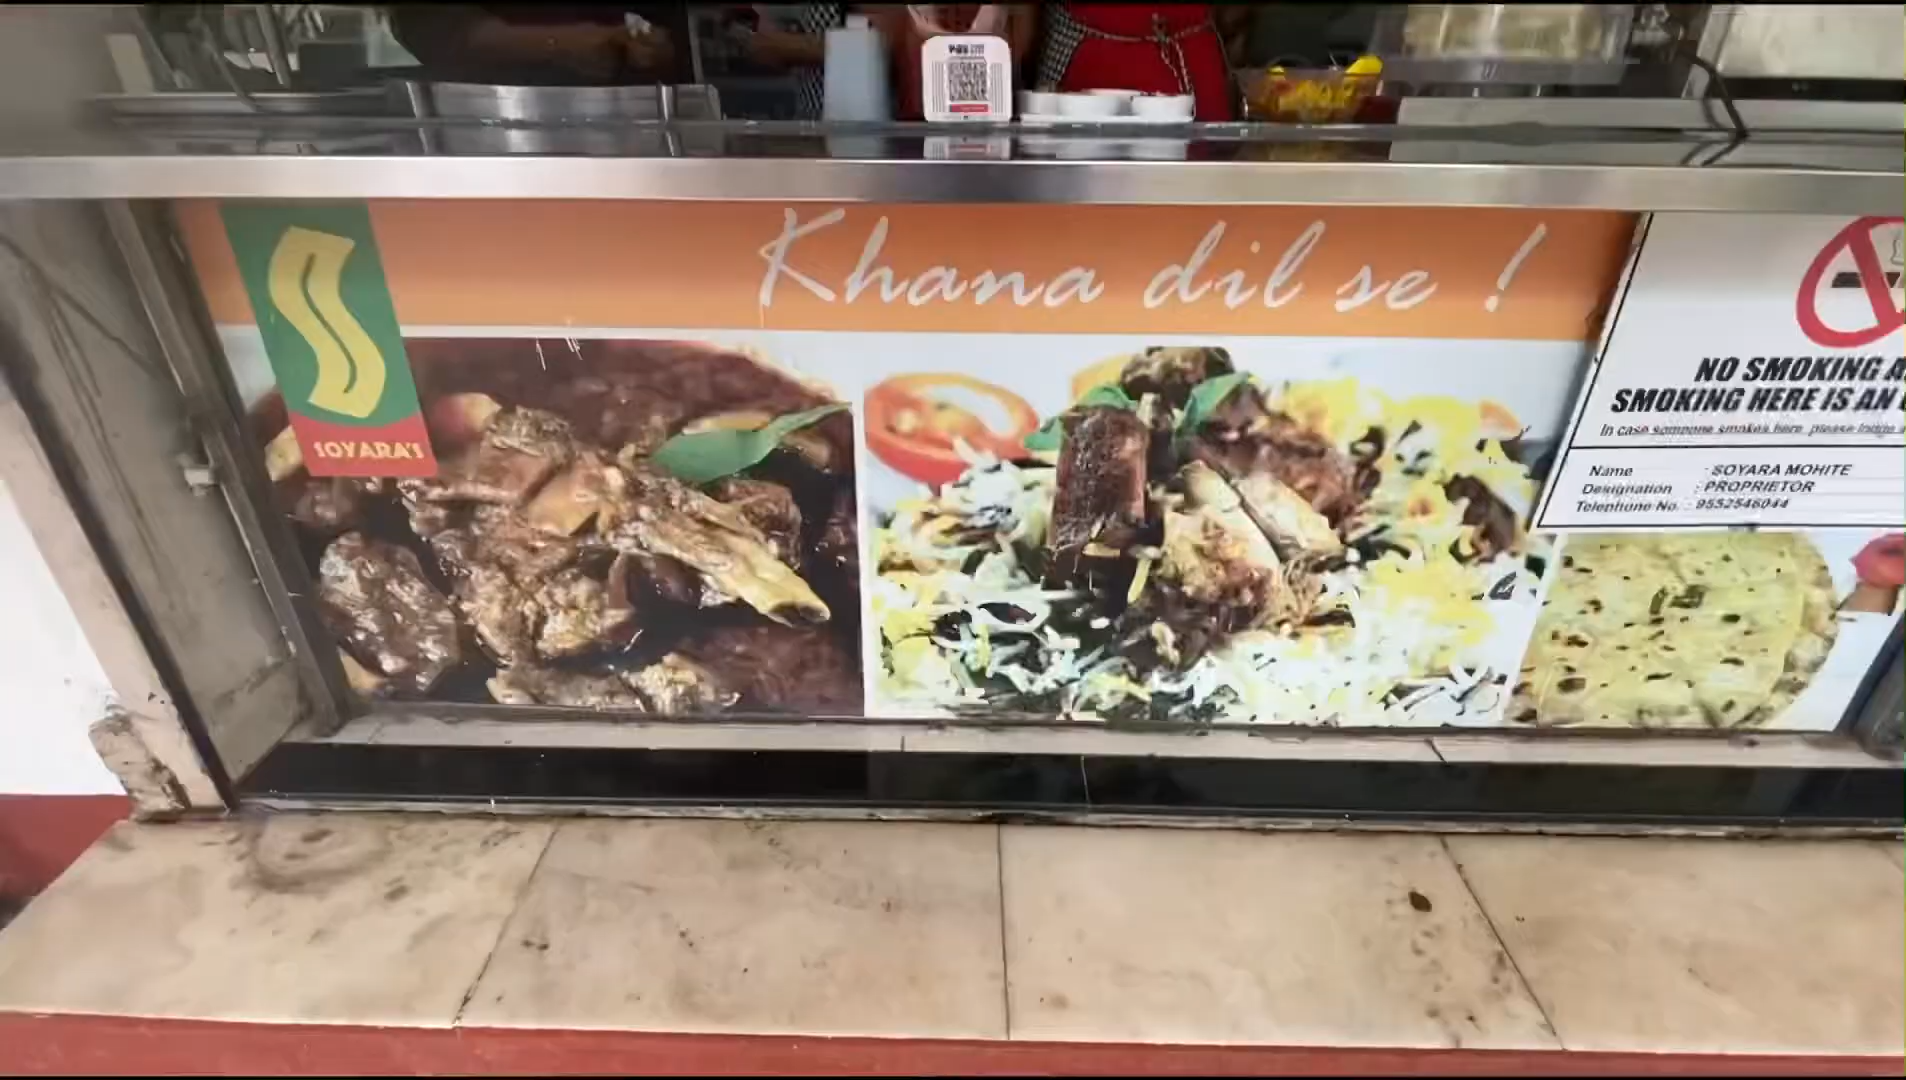 Khana dil se !
SOYARA'S
NO SMOKING
SMOKING HERE IS AN
In case someone smokes here, please lodge
Name : SOYARA MOHITE
Designation : PROPRIETOR
Telephone No. : 9552546044